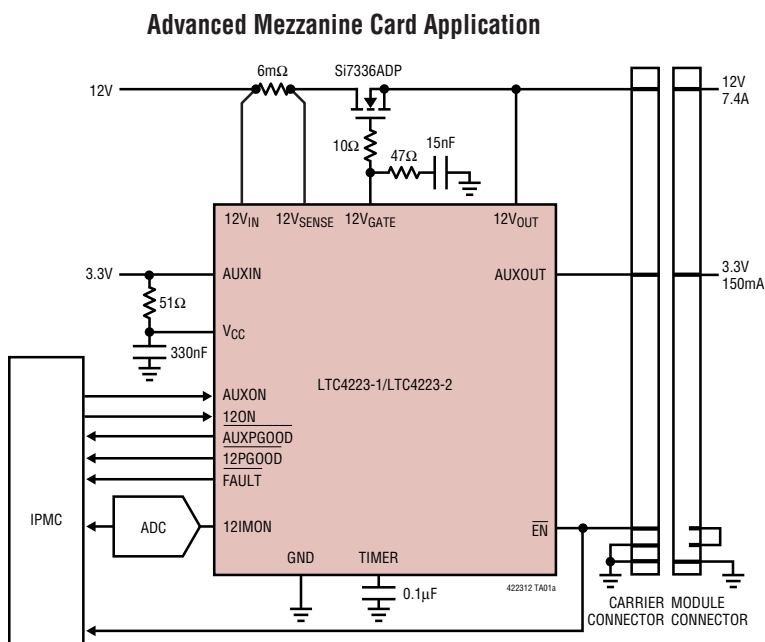 Advanced Mezzanine Card Application
6mΩ
Si7336ADP
12V
12V
7.4A
10Ω
47Ω
15nF
12VIN
12VSENSE
12VGATE
12VOUT
3.3V
AUXIN
AUXOUT
3.3V
150mA
51Ω
VCC
330nF
LTC4223-1/LTC4223-2
AUXON
12ON
AUXPGOOD
12PGOOD
FAULT
IPMC
ADC
12IMON
EN
GND
TIMER
422312 TA01a
0.1μF
CARRIER CONNECTOR
MODULE CONNECTOR